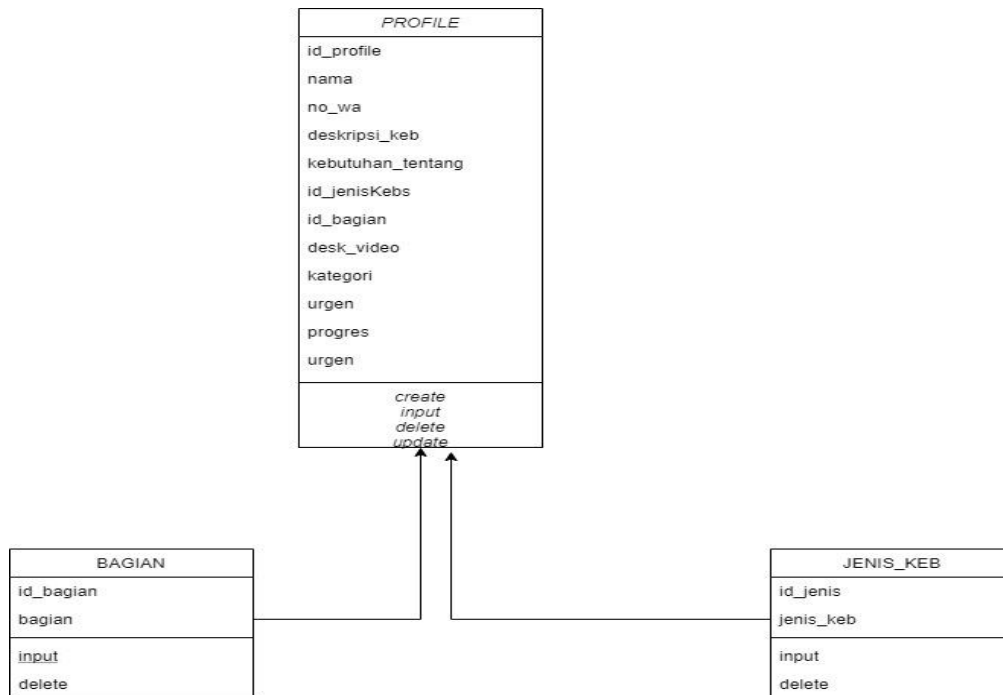 PROFILE
id_profile
nama
no_wa
deskripsi_keb
kebutuhan_tentang
id_jenisKebs
id_bagian
desk_video
kategori
urgen
progres
urgen
create
input
delete
update
BAGIAN
id_bagian
bagian
input
delete
JENIS_KEB
id_jenis
jenis_keb
input
delete